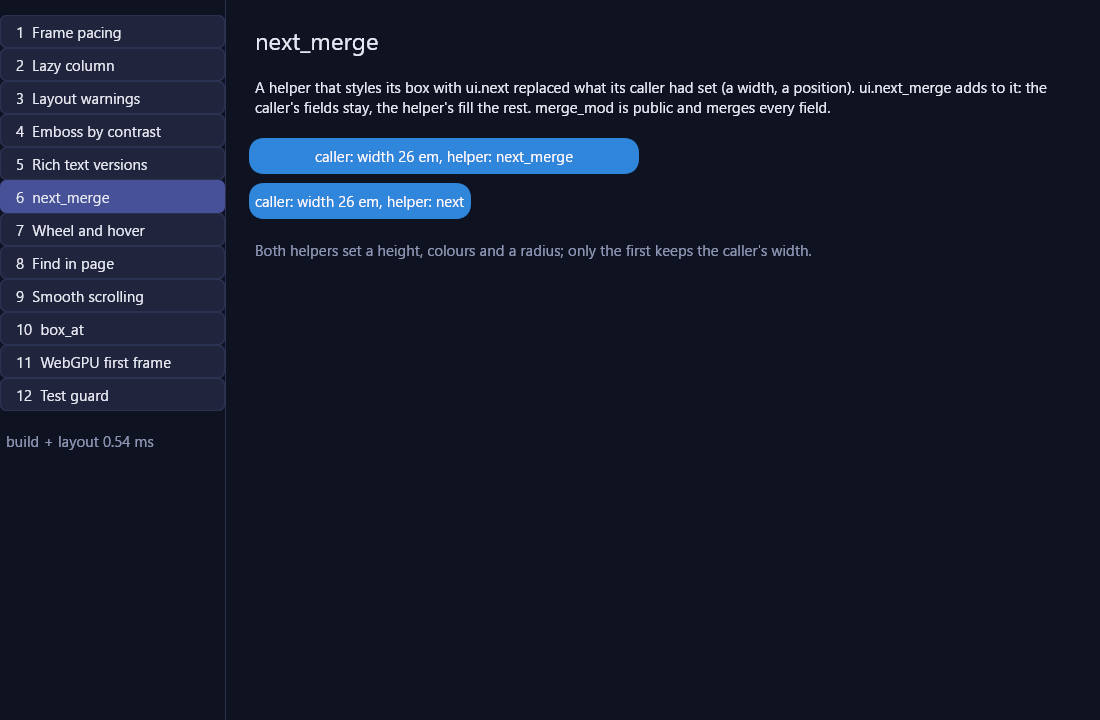 1 Frame pacing
2 Lazy column
3 Layout warnings
4 Emboss by contrast
5 Rich text versions
6 next_merge
7 Wheel and hover
8 Find in page
9 Smooth scrolling
10 box_at
11 WebGPU first frame
12 Test guard
build + layout 0.54 ms
next_merge
A helper that styles its box with ui.next replaced what its caller had set (a width, a position). ui.next_merge adds to it: the
caller's fields stay, the helper's fill the rest. merge_mod is public and merges every field.
caller: width 26 em, helper: next_merge
caller: width 26 em, helper: next
Both helpers set a height, colours and a radius; only the first keeps the caller's width.